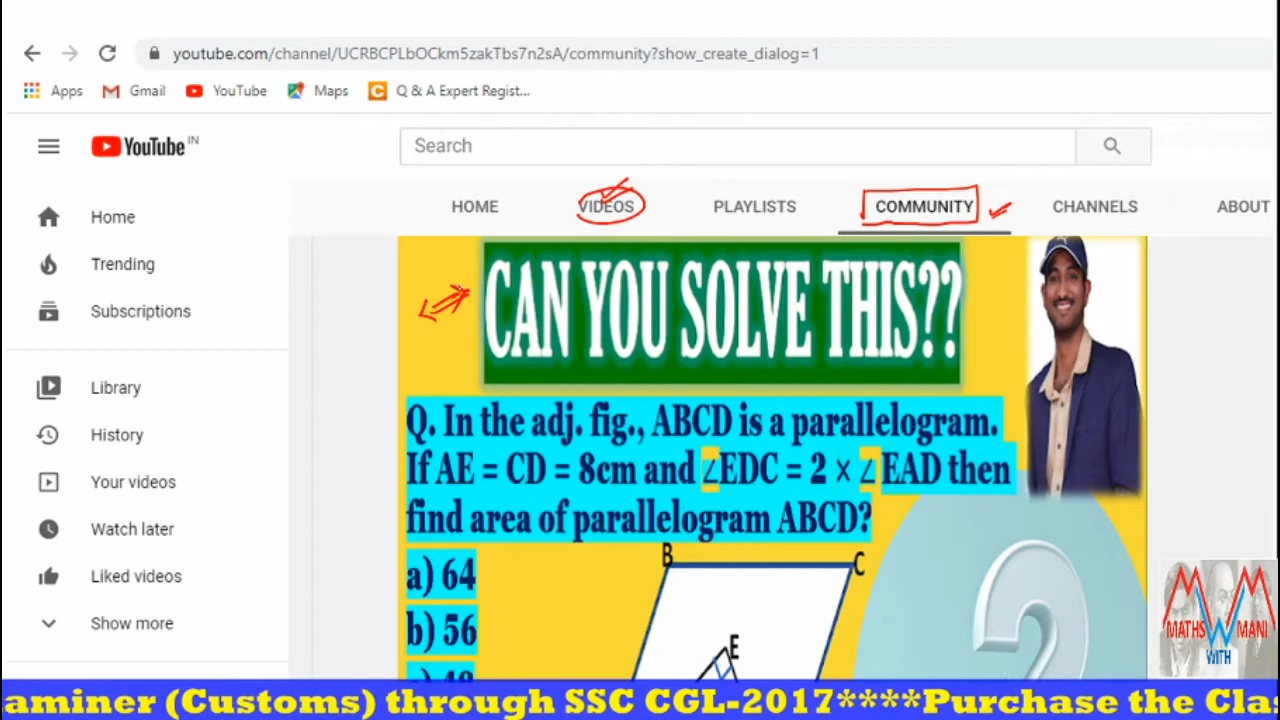 youtube.com/channel/UCRBCPLbOCkm5zakTbs7n2sA/community?show_create_dialog=1
Apps Gmail YouTube Maps Q & A Expert Regist...
YouTube IN
Search
HOME VIDEOS PLAYLISTS COMMUNITY CHANNELS ABOUT
Home
Trending
Subscriptions
Library
History
Your videos
Watch later
Liked videos
Show more
CAN YOU SOLVE THIS??
Q. In the adj. fig., ABCD is a parallelogram.
If AE = CD = 8cm and ∠EDC = 2 × ∠ EAD then
find area of parallelogram ABCD?
a) 64
b) 56
B C
E
?
MATHS MANI
WITH
aminer (Customs) through SSC CGL-2017****Purchase the Clas